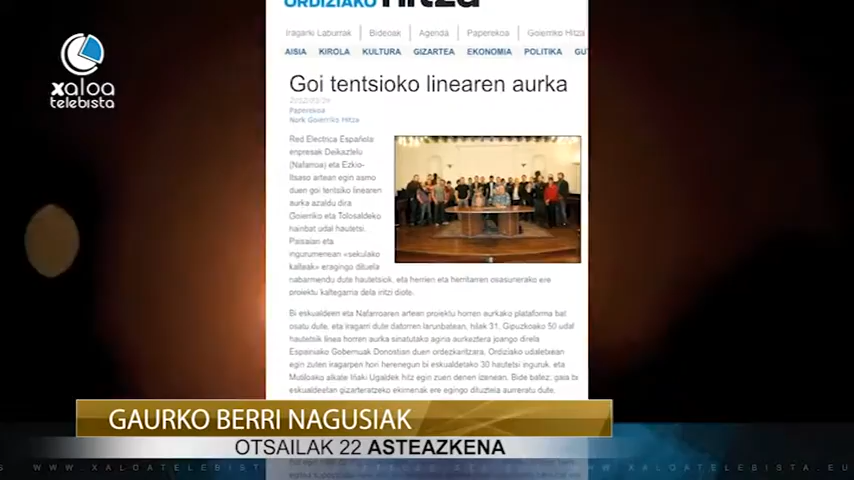 ORDIZIAKO Hitza
Iragarki Laburrak Bideoak Agenda Paperekoa Goierriko Hitza
AISIA KIROLA KULTURA GIZARTEA EKONOMIA POLITIKA GU
xaloa
telebista
Goi tentsioko linearen aurka
Paperekoa
Nork Goierriko Hitza
Red Electrica Española
enpresak Deikaztelu
(Nafarroa) eta Ezkio-
Itsaso artean egin asmo
duen goi tentsiko linearen
aurka azaldu dira
Goierriko eta Tolosaldeko
hainbat udal hautetsi.
Paisaian eta
ingurumenean «sekulako
kalteak» eragingo dituela
nabarmendu dute hautetsiok, eta herrien eta herritarren osasunerako ere
proiektu kaltegarria dela iritzi diote.
Bi eskualdeen eta Nafarroaren artean proiektu horren aurkako plataforma bat
osatu dute, eta iragarri dute datorren larunbatean, hilak 31, Gipuzkoako 50 udal
hautetsik linea horren aurka sinatutako agiria aurkeztera joango direla
Espainiako Gobernuak Donostian duen ordezkaritzara. Ordiziako udaletxean
egin zuten iragarpen hori herenegun bi eskualdetako 30 hautetsi inguruk, eta
Mutiloako alkate Iñaki Ugaldek hitz egin zuen denen izenean. Bide batez, gaia bi
eskualdeetan gizarteratzeko ekimenak ere egingo dituztela aurreratu dute.
GAURKO BERRI NAGUSIAK
OTSAILAK 22 ASTEAZKENA
WWW.XALOATELEBISTA.EU